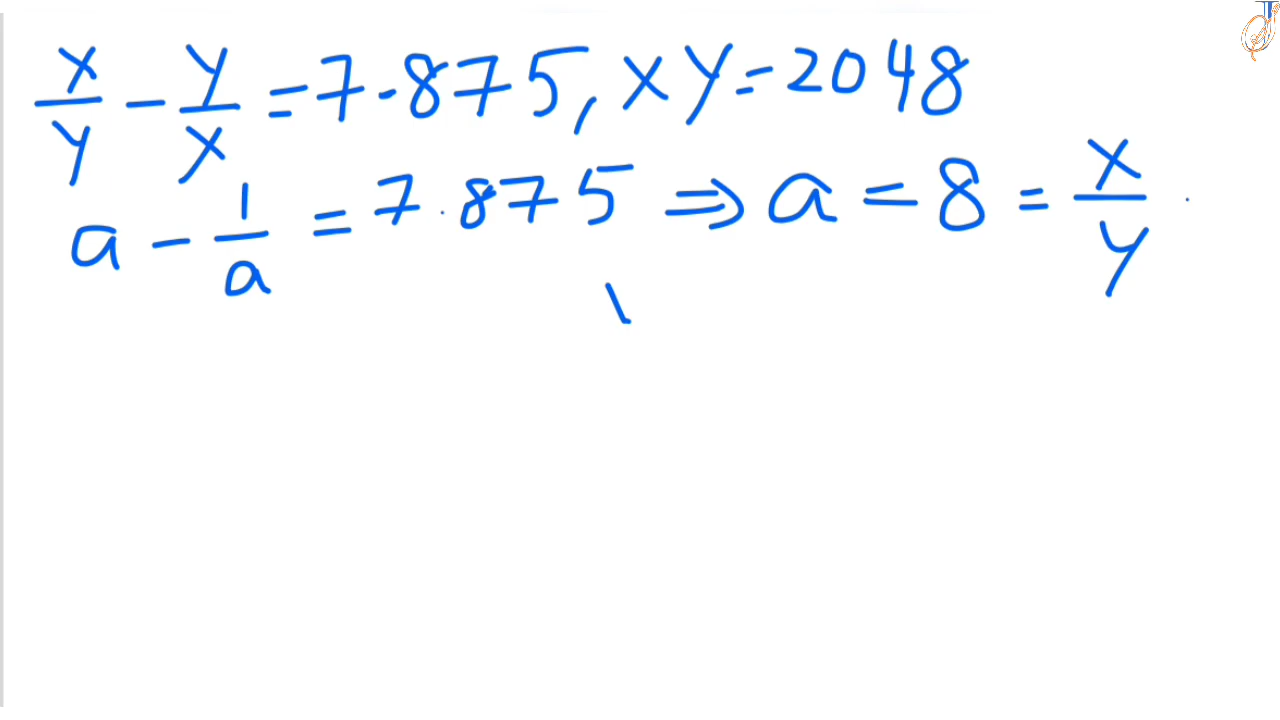 x/y - y/x = 7.875, xy = 2048
a - 1/a = 7.875 ⇒ a = 8 = x/y
\